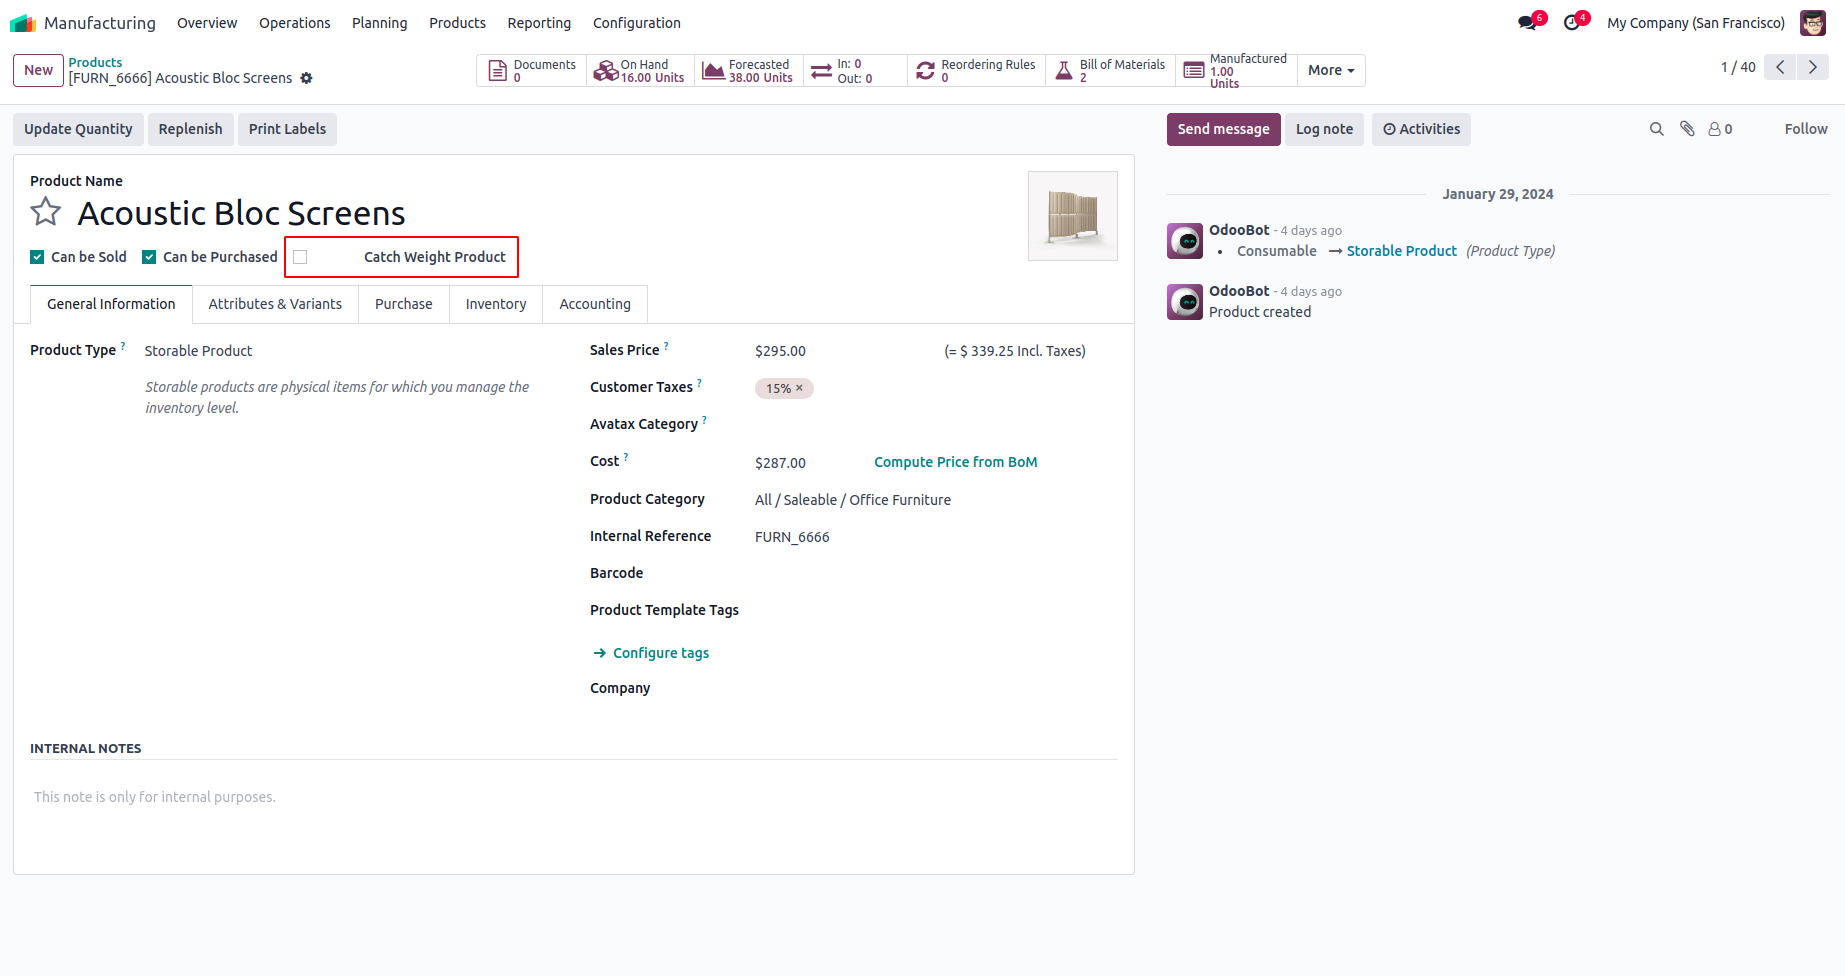 Manufacturing Overview Operations Planning Products Reporting Configuration 6 4 My Company (San Francisco)
New Products
[FURN_6666] Acoustic Bloc Screens
Documents
0
On Hand
16.00 Units
Forecasted
38.00 Units
In: 0
Out: 0
Reordering Rules
0
Bill of Materials
2
Manufactured
1.00
Units
More
1 / 40
Update Quantity Replenish Print Labels
Send message Log note Activities 0 Follow
Product Name
Acoustic Bloc Screens
Can be Sold Can be Purchased Catch Weight Product
General Information Attributes & Variants Purchase Inventory Accounting
Product Type ? Storable Product
Storable products are physical items for which you manage the
inventory level.
Sales Price ? $295.00 (= $ 339.25 Incl. Taxes)
Customer Taxes ? 15% ×
Avatax Category ?
Cost ? $287.00 Compute Price from BoM
Product Category All / Saleable / Office Furniture
Internal Reference FURN_6666
Barcode
Product Template Tags
→ Configure tags
Company
INTERNAL NOTES
This note is only for internal purposes.
January 29, 2024
OdooBot - 4 days ago
• Consumable → Storable Product (Product Type)
OdooBot - 4 days ago
Product created